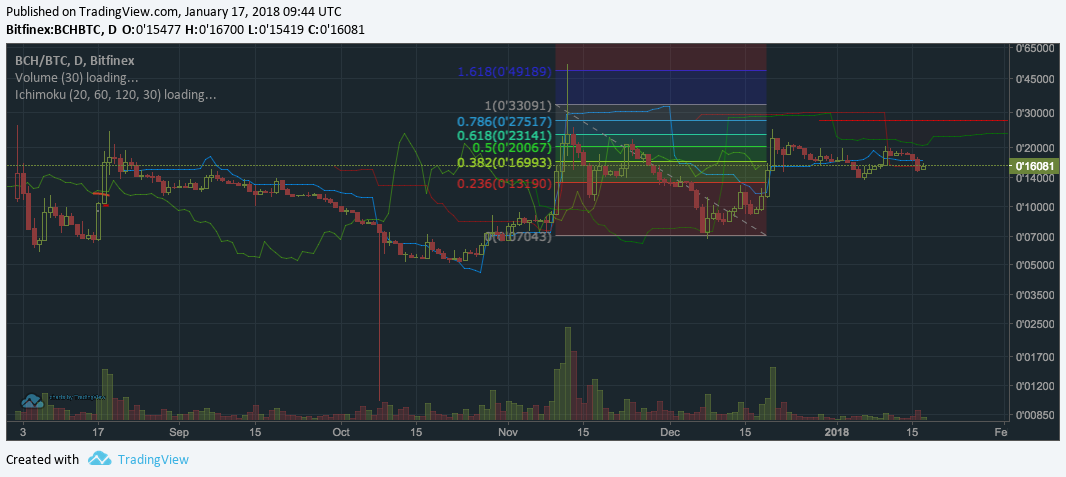 Published on TradingView.com, January 17, 2018 09:44 UTC
Bitfinex:BCHBTC, D O:0'15477 H:0'16700 L:0'15419 C:0'16081
BCH/BTC, D, Bitfinex
Volume (30) loading...
Ichimoku (20, 60, 120, 30) loading...
1.618(0'49189)
1(0'33091)
0.786(0'27517)
0.618(0'23141)
0.5(0'20067)
0.382(0'16993)
0.236(0'13190)
0(0'07043)
0'65000
0'45000
0'30000
0'20000
0'16081
0'14000
0'10000
0'07000
0'05000
0'03500
0'02500
0'01700
0'01200
0'00850
charts by TradingView
3 17 Sep 15 Oct 15 Nov 15 Dec 15 2018 15 Fe
Created with TradingView